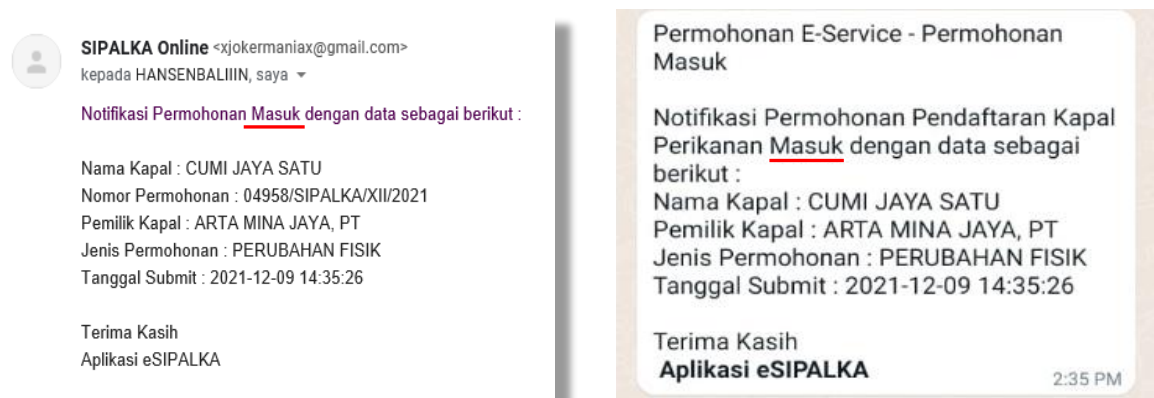 SIPALKA Online <xjokermaniax@gmail.com>
kepada HANSENBALIIIN, saya
Notifikasi Permohonan Masuk dengan data sebagai berikut :
Nama Kapal : CUMI JAYA SATU
Nomor Permohonan : 04958/SIPALKA/XII/2021
Pemilik Kapal : ARTA MINA JAYA, PT
Jenis Permohonan : PERUBAHAN FISIK
Tanggal Submit : 2021-12-09 14:35:26
Terima Kasih
Aplikasi eSIPALKA
Permohonan E-Service - Permohonan
Masuk
Notifikasi Permohonan Pendaftaran Kapal
Perikanan Masuk dengan data sebagai
berikut :
Nama Kapal : CUMI JAYA SATU
Pemilik Kapal : ARTA MINA JAYA, PT
Jenis Permohonan : PERUBAHAN FISIK
Tanggal Submit : 2021-12-09 14:35:26
Terima Kasih
Aplikasi eSIPALKA
2:35 PM